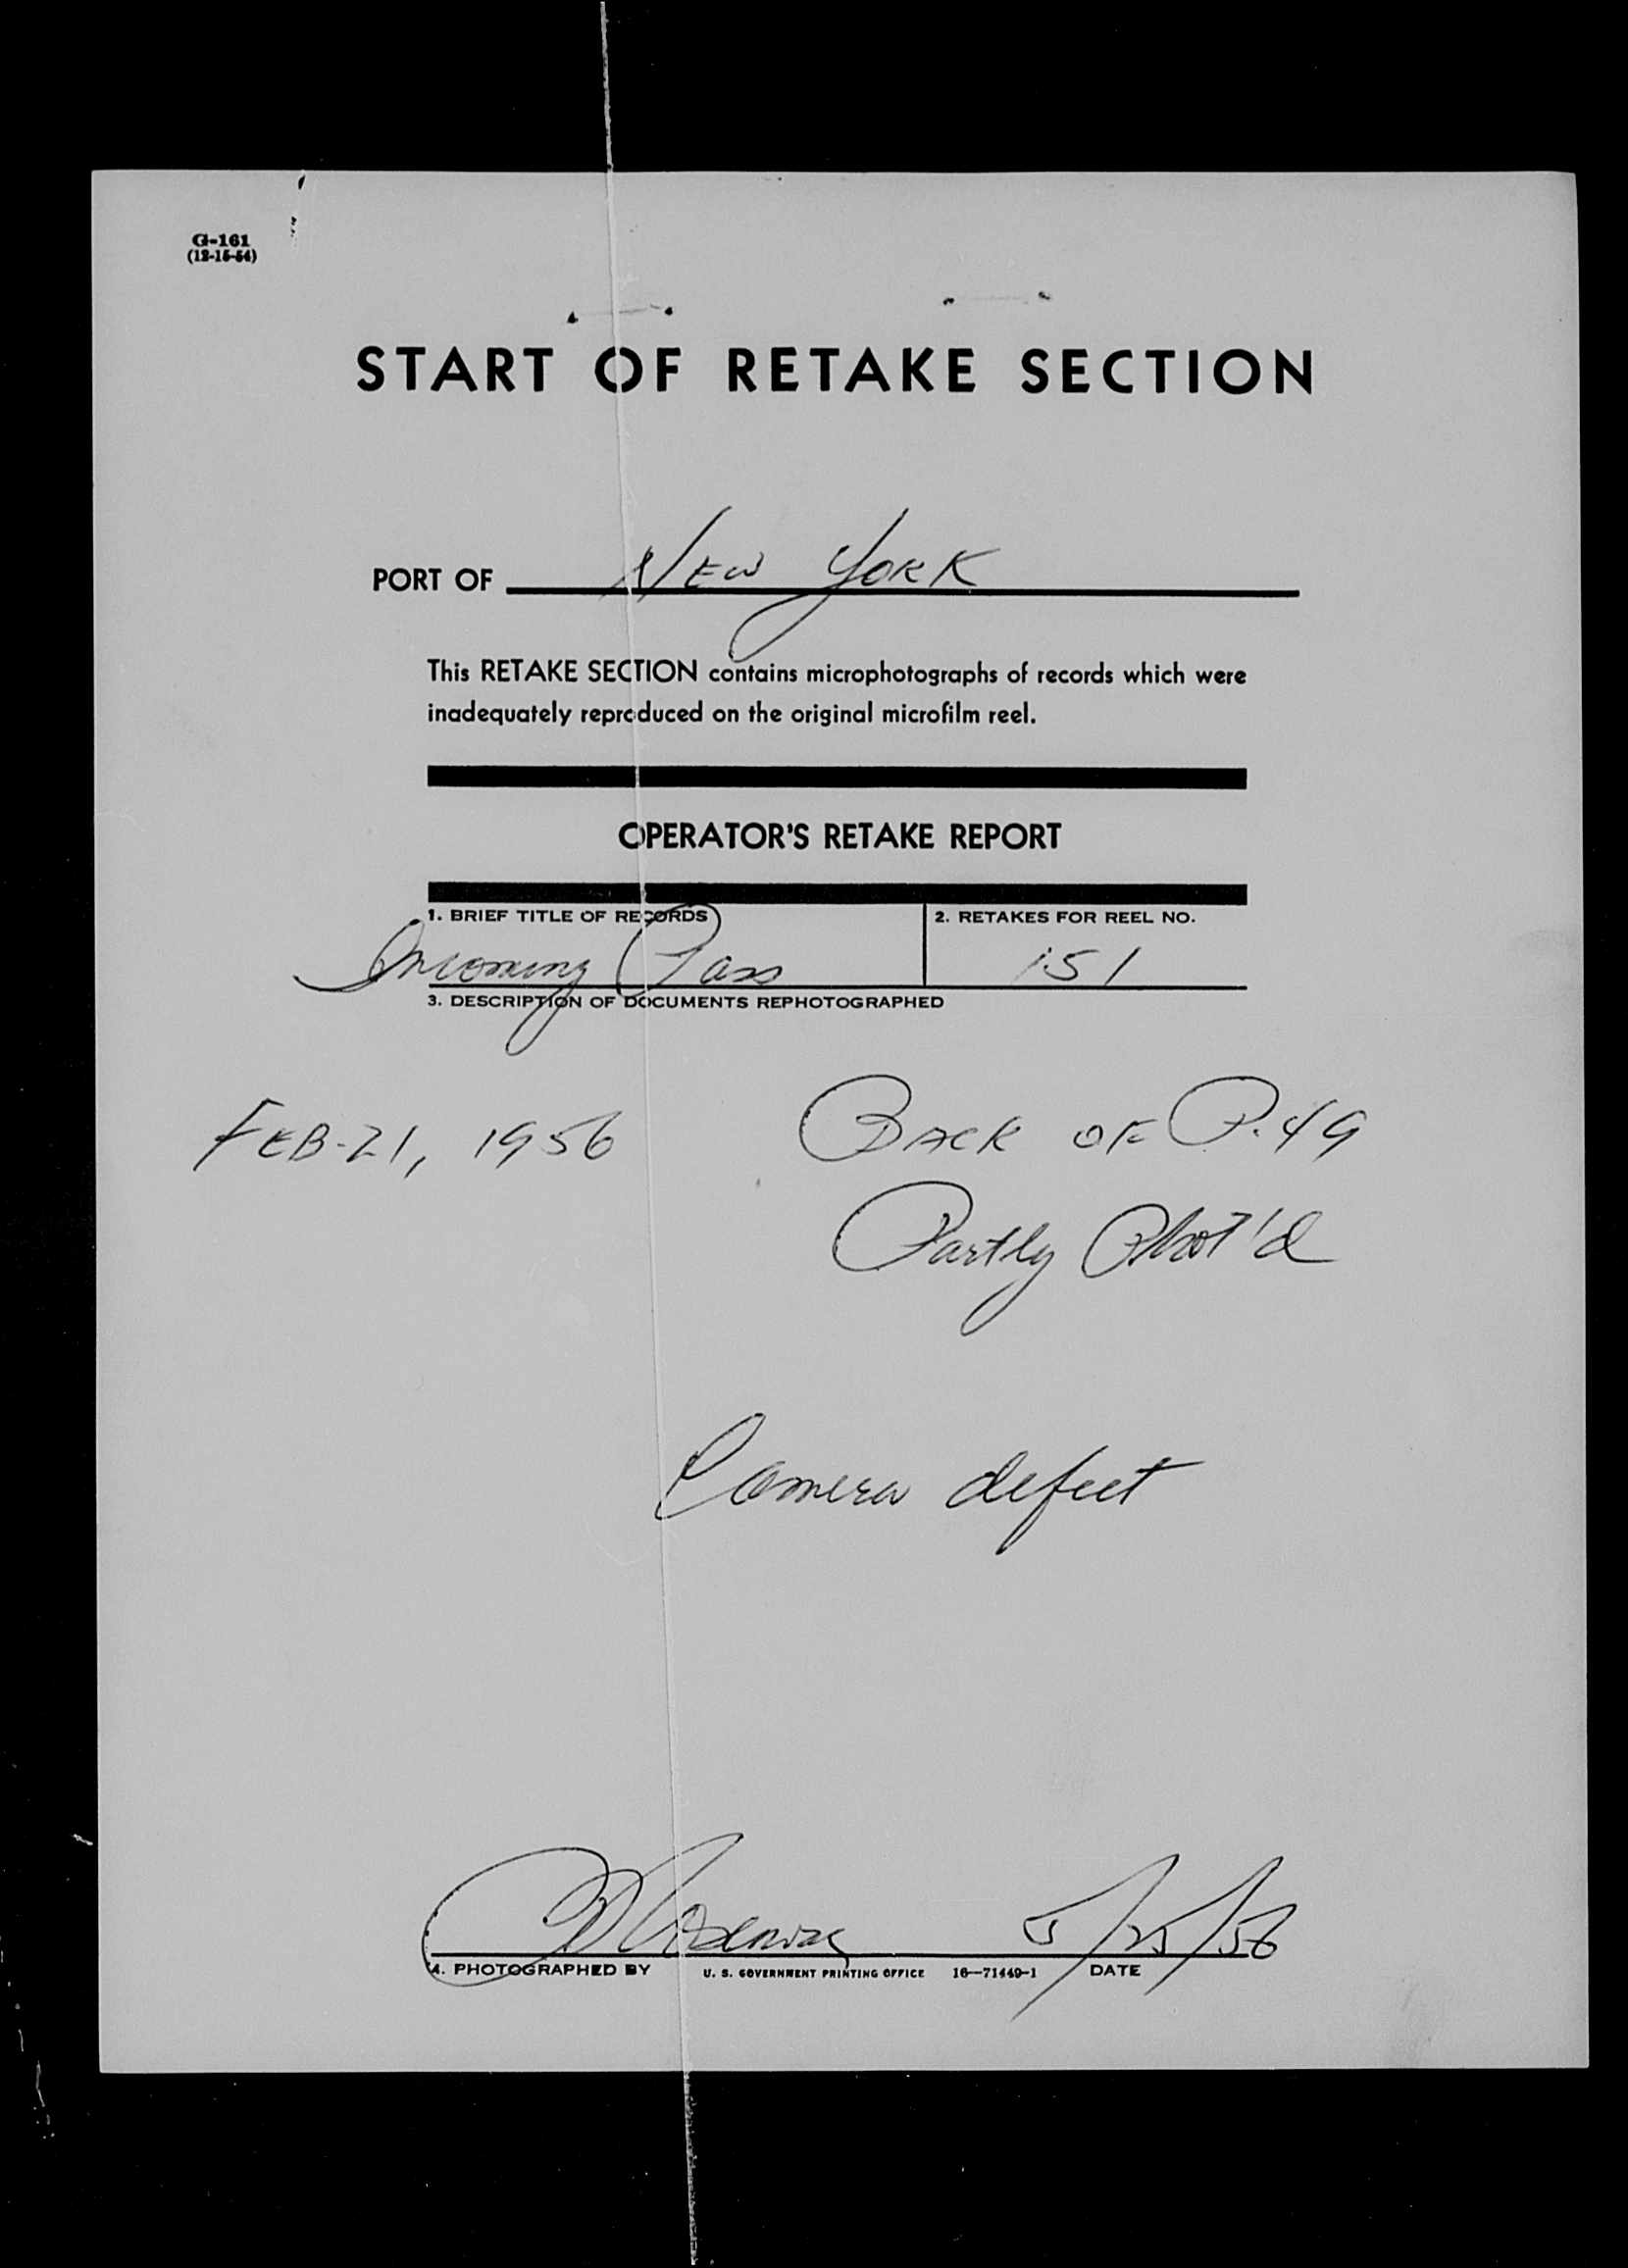 G-161
(12-15-54)
START OF RETAKE SECTION
PORT OF NEW YORK
This RETAKE SECTION contains microphotographs of records which were
inadequately reproduced on the original microfilm reel.
OPERATOR'S RETAKE REPORT
1. BRIEF TITLE OF RECORDS
2. RETAKES FOR REEL NO.
Incoming Pass
151
3. DESCRIPTION OF DOCUMENTS REPHOTOGRAPHED
FEB-21, 1956 BACK OF P.49
Partly Phot'd
Camera defect
5/25/56
4. PHOTOGRAPHED BY U. S. GOVERNMENT PRINTING OFFICE 16—71449-1 DATE